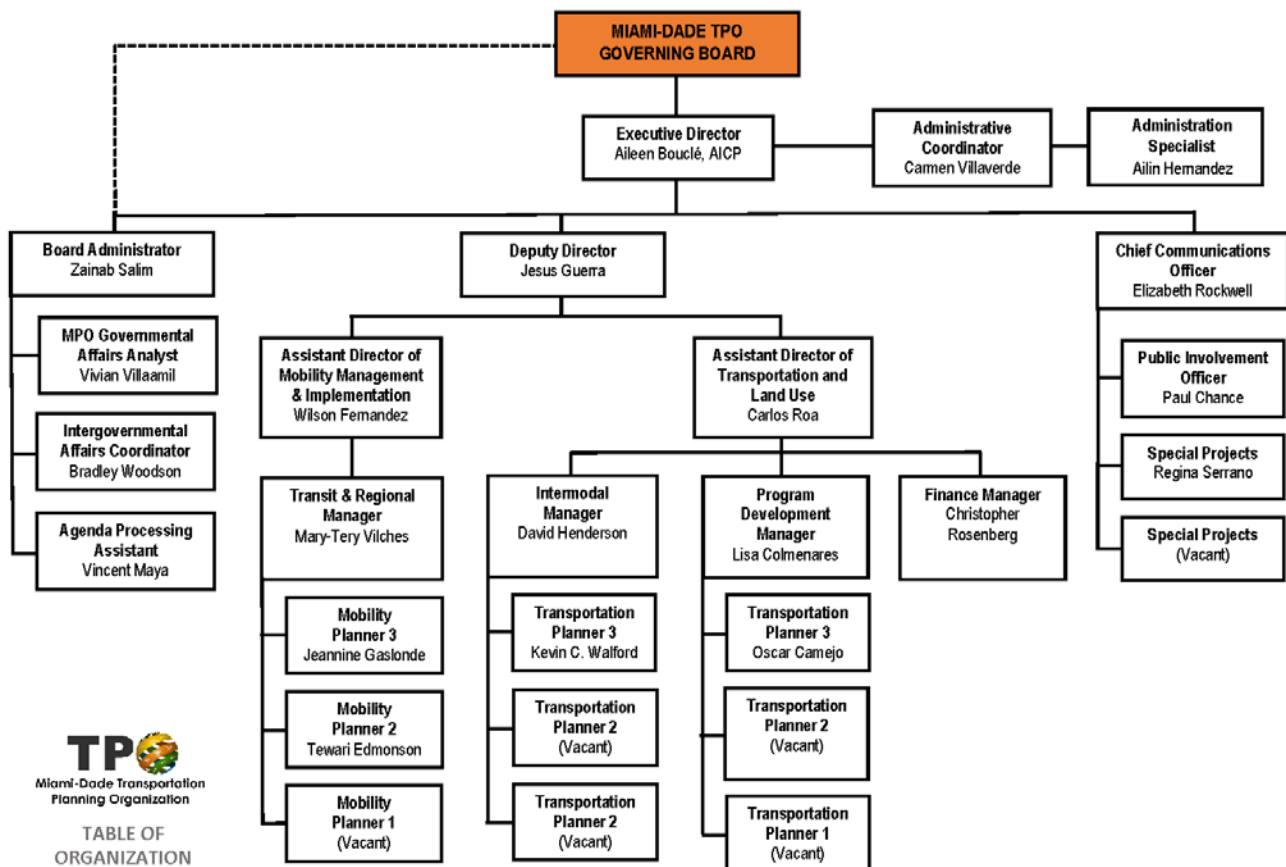 MIAMI-DADE TPO
GOVERNING BOARD
Executive Director
Aileen Bouclé, AICP
Administrative
Coordinator
Carmen Villaverde
Administration
Specialist
Ailin Hernandez
Board Administrator
Zainab Salim
Deputy Director
Jesus Guerra
Chief Communications
Officer
Elizabeth Rockwell
MPO Governmental
Affairs Analyst
Vivian Villaamil
Intergovernmental
Affairs Coordinator
Bradley Woodson
Agenda Processing
Assistant
Vincent Maya
Assistant Director of
Mobility Management
& Implementation
Wilson Fernandez
Assistant Director of
Transportation and
Land Use
Carlos Roa
Public Involvement
Officer
Paul Chance
Special Projects
Regina Serrano
Special Projects
(Vacant)
Transit & Regional
Manager
Mary-Tery Vilches
Intermodal
Manager
David Henderson
Program
Development
Manager
Lisa Colmenares
Finance Manager
Christopher
Rosenberg
Mobility
Planner 3
Jeannine Gaslonde
Mobility
Planner 2
Tewari Edmonson
Mobility
Planner 1
(Vacant)
Transportation
Planner 3
Kevin C. Walford
Transportation
Planner 2
(Vacant)
Transportation
Planner 2
(Vacant)
Transportation
Planner 3
Oscar Camejo
Transportation
Planner 2
(Vacant)
Transportation
Planner 1
(Vacant)
TPO
Miami-Dade Transportation
Planning Organization
TABLE OF
ORGANIZATION